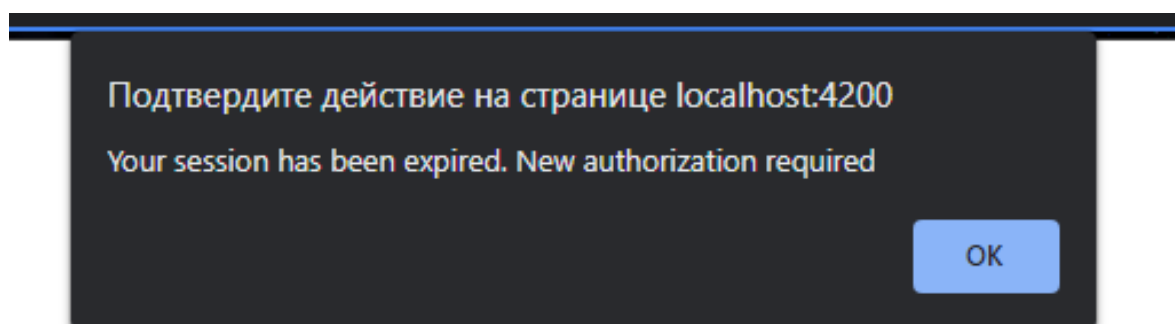 Подтвердите действие на странице localhost:4200
Your session has been expired. New authorization required
OK